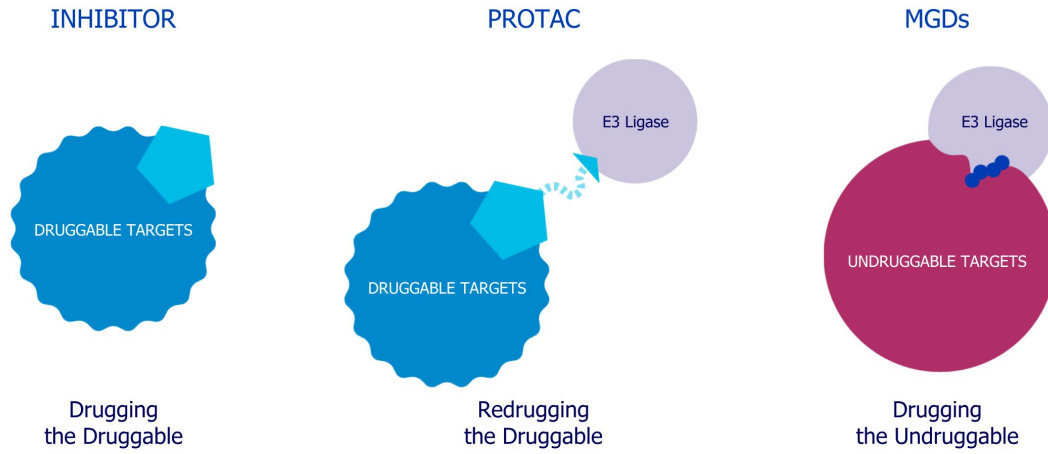 INHIBITOR
PROTAC
MGDs
E3 Ligase
E3 Ligase
DRUGGABLE TARGETS
DRUGGABLE TARGETS
UNDRUGGABLE TARGETS
Drugging
the Druggable
Redrugging
the Druggable
Drugging
the Undruggable